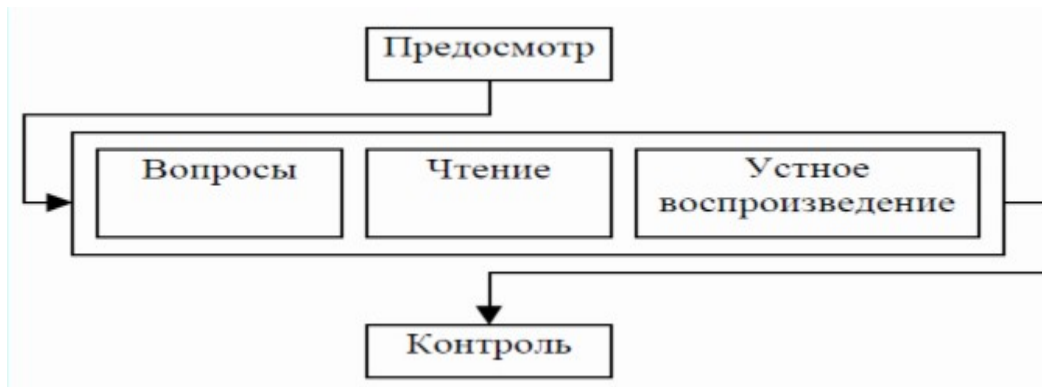 Предосмотр
Вопросы
Чтение
Устное
воспроизведение
Контроль